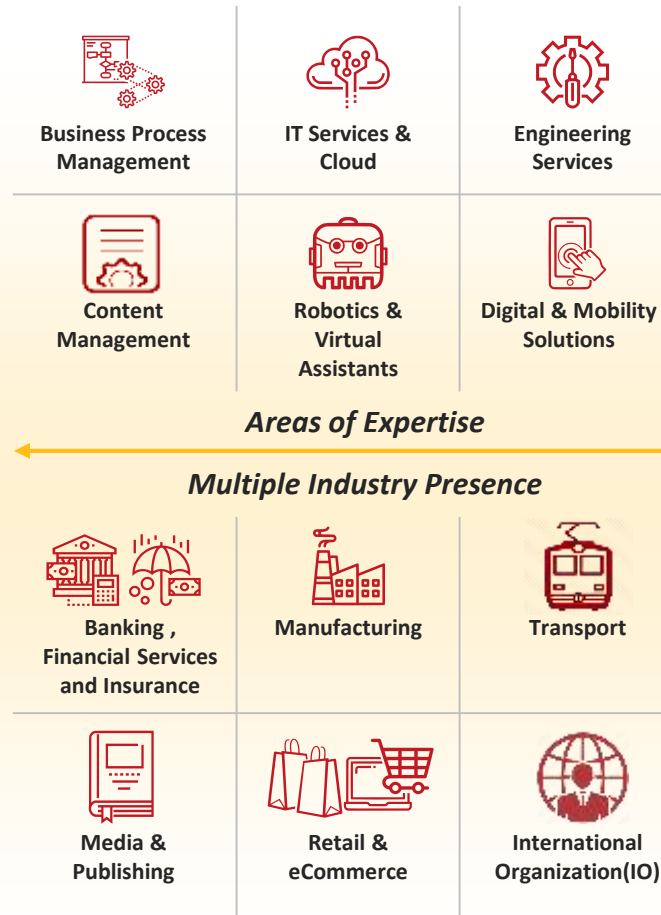 Business Process
Management
IT Services &
Cloud
Engineering
Services
Content
Management
Robotics &
Virtual
Assistants
Digital & Mobility
Solutions
Areas of Expertise
Multiple Industry Presence
Banking ,
Financial Services
and Insurance
Manufacturing
Transport
Media &
Publishing
Retail &
eCommerce
International
Organization(IO)